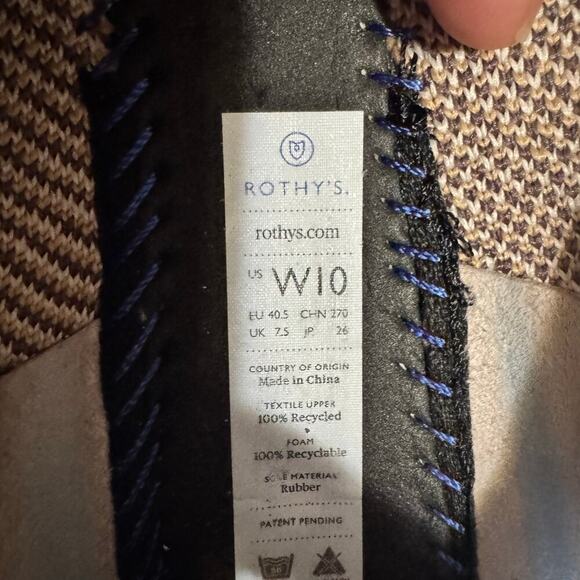 ROTHY'S.
rothys.com
US W10
EU 40.5 CHN 270
UK 7.5 JP 26
COUNTRY OF ORIGIN
Made in China
TEXTILE UPPER
100% Recycled
FOAM
100% Recyclable
SOLE MATERIAL
Rubber
PATENT PENDING